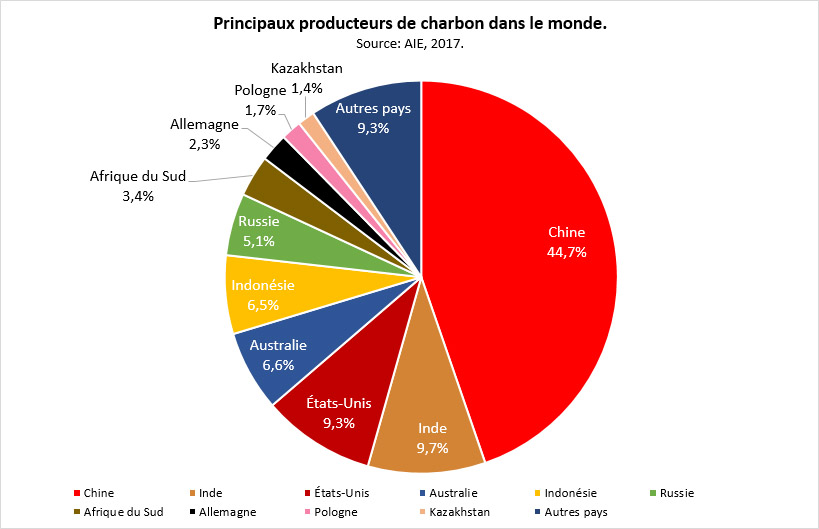 Principaux producteurs de charbon dans le monde.
Source: AIE, 2017.
Kazakhstan
1,4%
Pologne
1,7%
Autres pays
9,3%
Allemagne
2,3%
Afrique du Sud
3,4%
Russie
5,1%
Chine
44,7%
Indonésie
6,5%
Australie
6,6%
États-Unis
9,3%
Inde
9,7%
Chine Inde États-Unis Australie Indonésie Russie
Afrique du Sud Allemagne Pologne Kazakhstan Autres pays